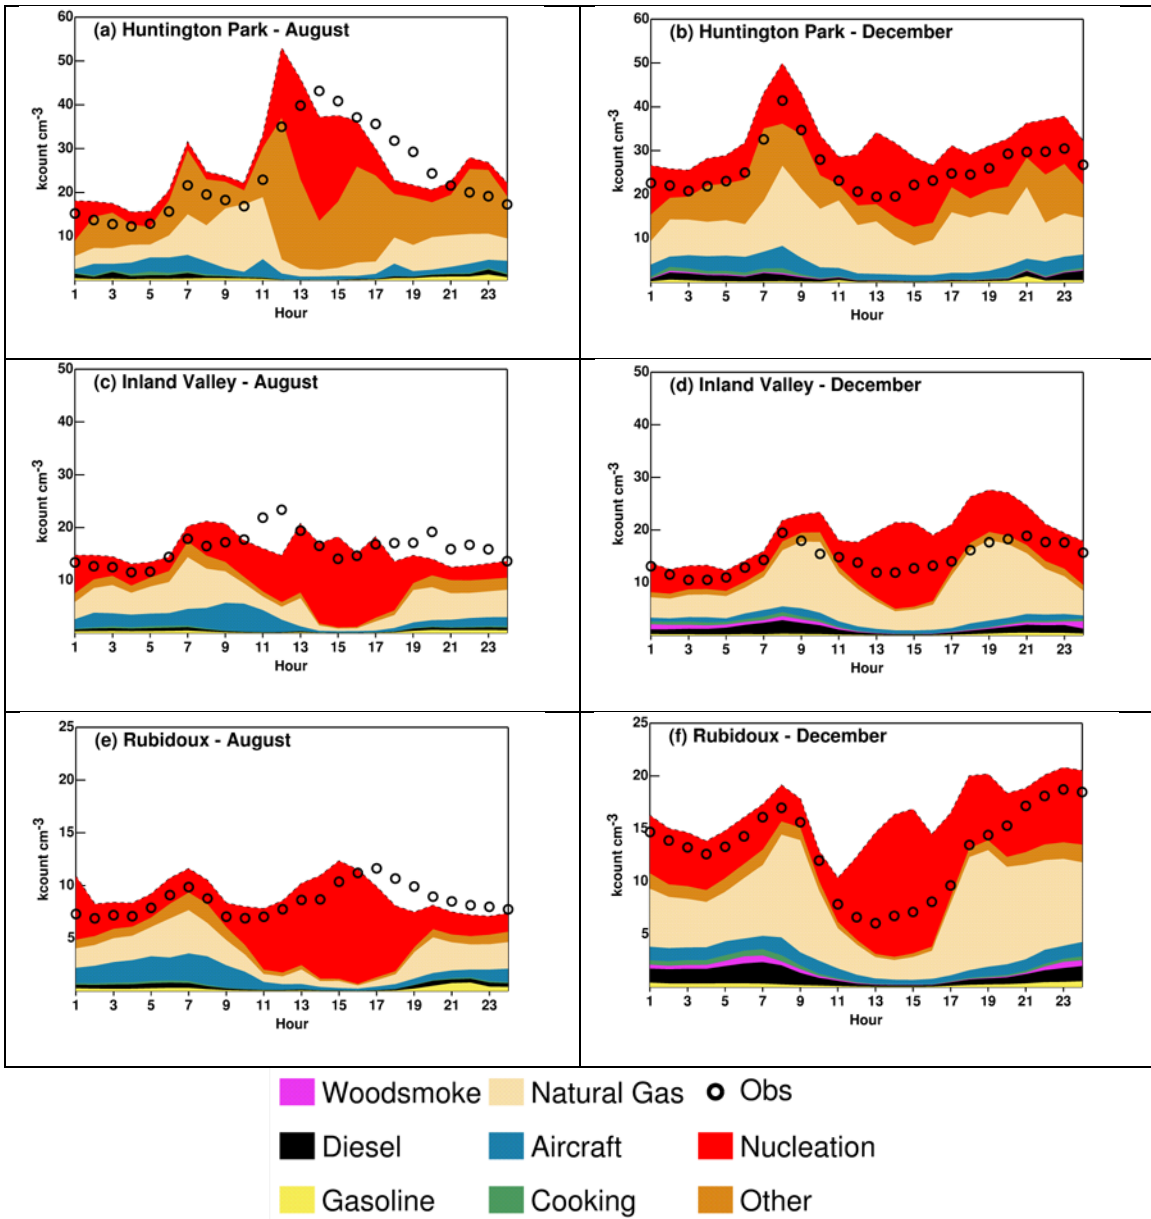 (a) Huntington Park - August
60
50
40
30
20
10
kcount cm-3
1 3 5 7 9 11 13 15 17 19 21 23
Hour
(b) Huntington Park - December
60
50
40
30
20
10
kcount cm-3
1 3 5 7 9 11 13 15 17 19 21 23
Hour
(c) Inland Valley - August
50
40
30
20
10
kcount cm-3
1 3 5 7 9 11 13 15 17 19 21 23
Hour
(d) Inland Valley - December
50
40
30
20
10
kcount cm-3
1 3 5 7 9 11 13 15 17 19 21 23
Hour
(e) Rubidoux - August
25
20
15
10
5
kcount cm-3
1 3 5 7 9 11 13 15 17 19 21 23
Hour
(f) Rubidoux - December
25
20
15
10
5
kcount cm-3
1 3 5 7 9 11 13 15 17 19 21 23
Hour
Woodsmoke Natural Gas Obs
Diesel Aircraft Nucleation
Gasoline Cooking Other